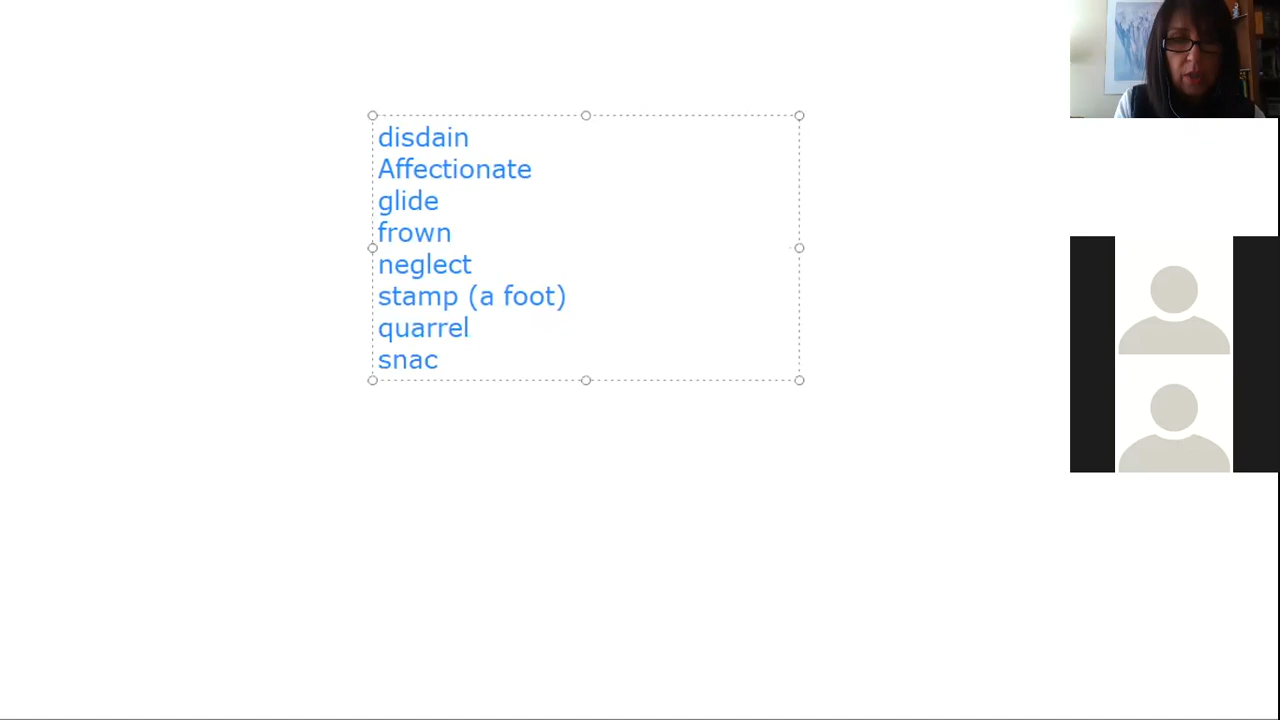 disdain
Affectionate
glide
frown
neglect
stamp (a foot)
quarrel
snac